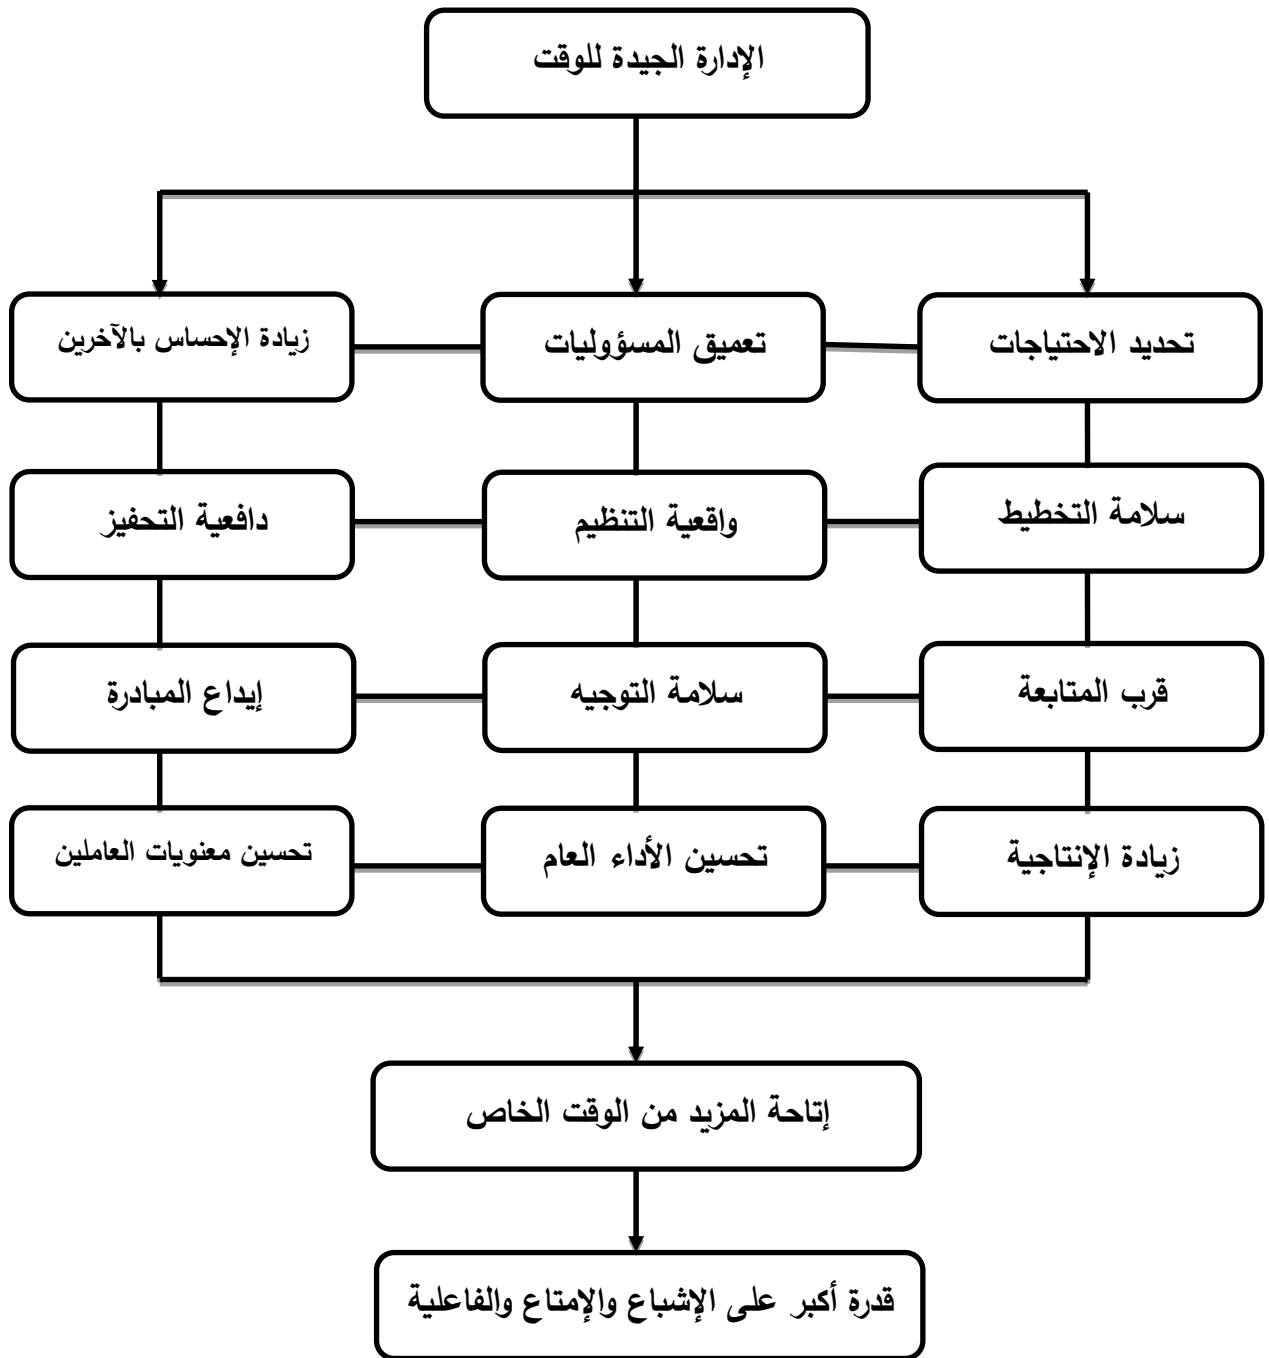 الإدارة الجيدة للوقت
تحديد الاحتياجات
تعميق المسؤوليات
زيادة الإحساس بالآخرين
سلامة التخطيط
واقعية التنظيم
دافعية التحفيز
قرب المتابعة
سلامة التوجيه
إيداع المبادرة
زيادة الإنتاجية
تحسين الأداء العام
تحسين معنويات العاملين
إتاحة المزيد من الوقت الخاص
قدرة أكبر على الإشباع والإمتاع والفاعلية